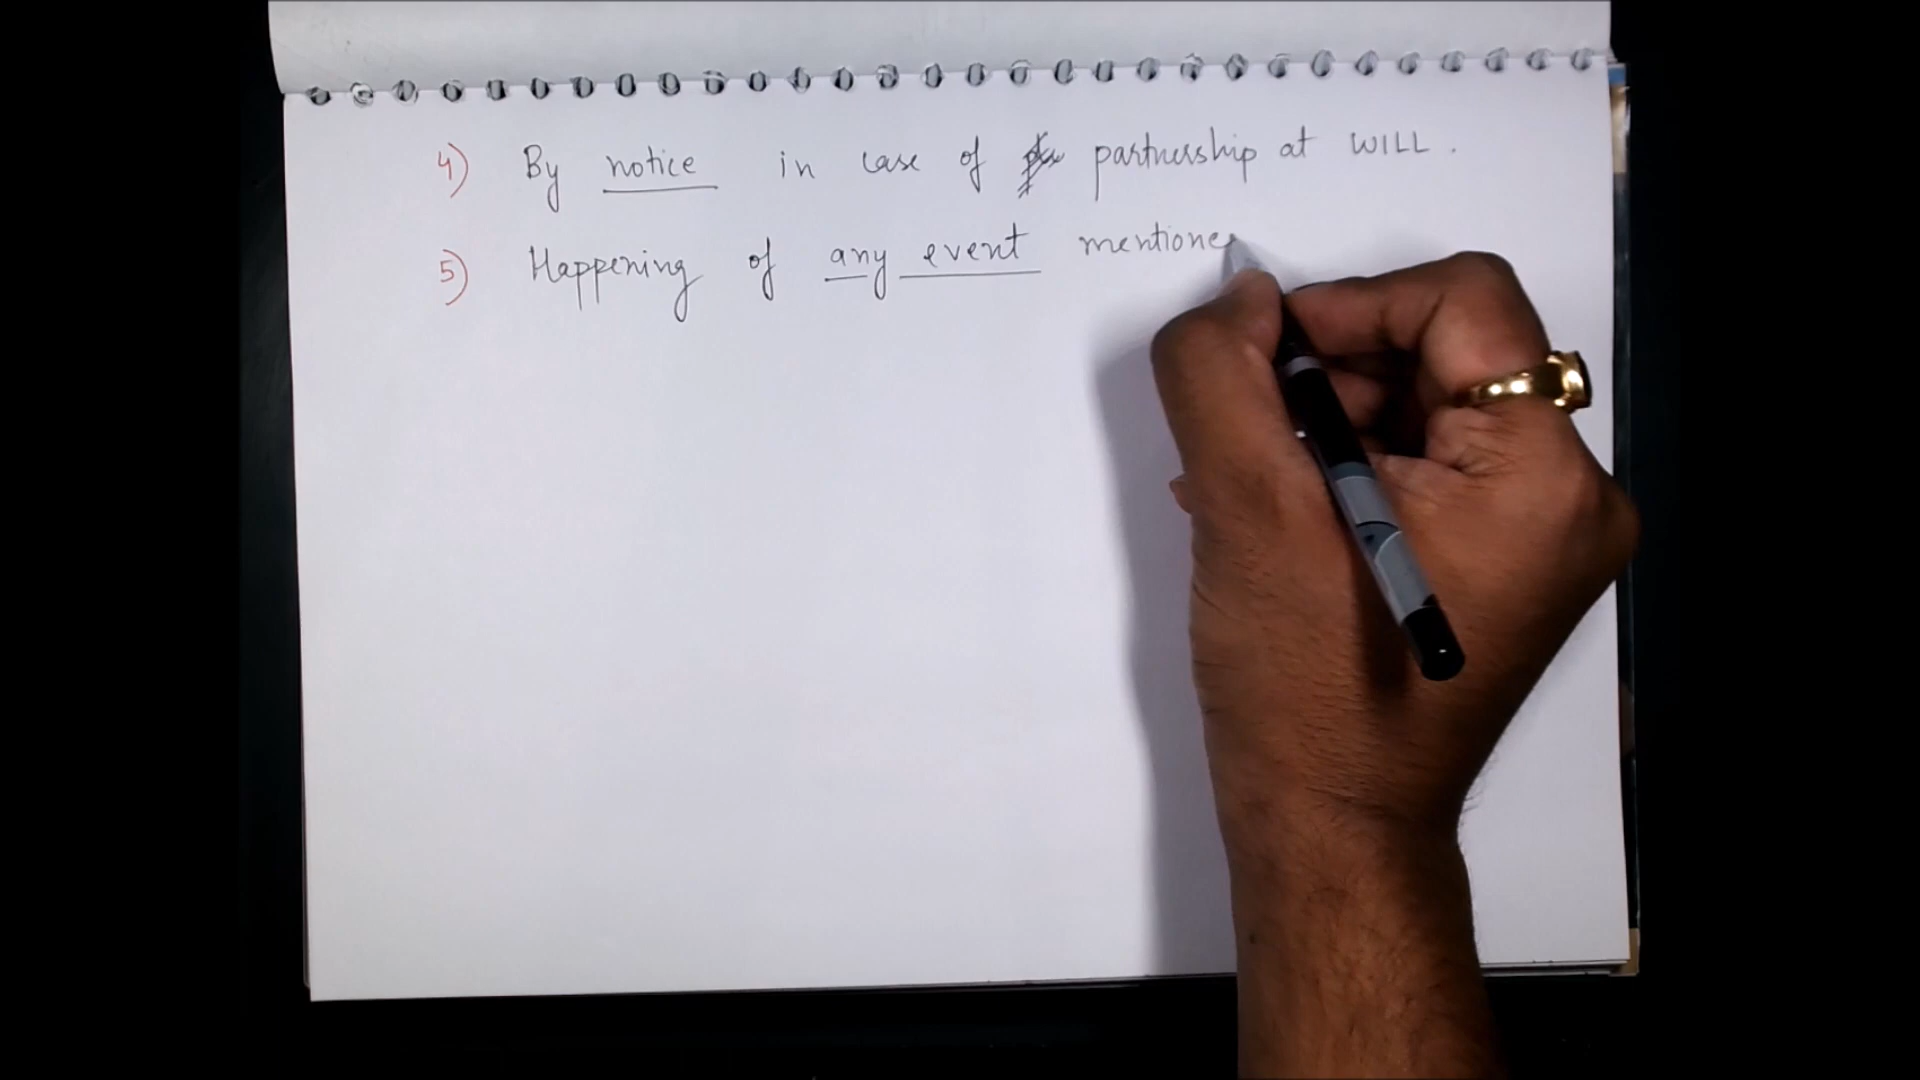 4) By notice in case of partnership at WILL.
5) Happening of any event mentione